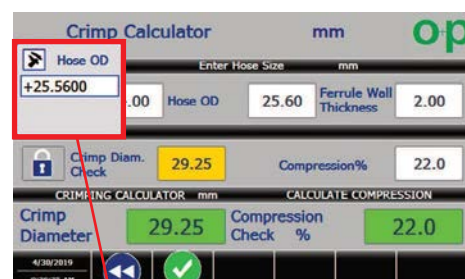 Crimp Calculator mm op
Hose OD
Enter Hose Size mm
+25.5600
.00 Hose OD 25.60 Ferrule Wall Thickness 2.00
Crimp Diam. Check 29.25 Compression% 22.0
CRIMPING CALCULATOR mm CALCULATE COMPRESSION
Crimp Diameter 29.25 Compression Check % 22.0
4/30/2019